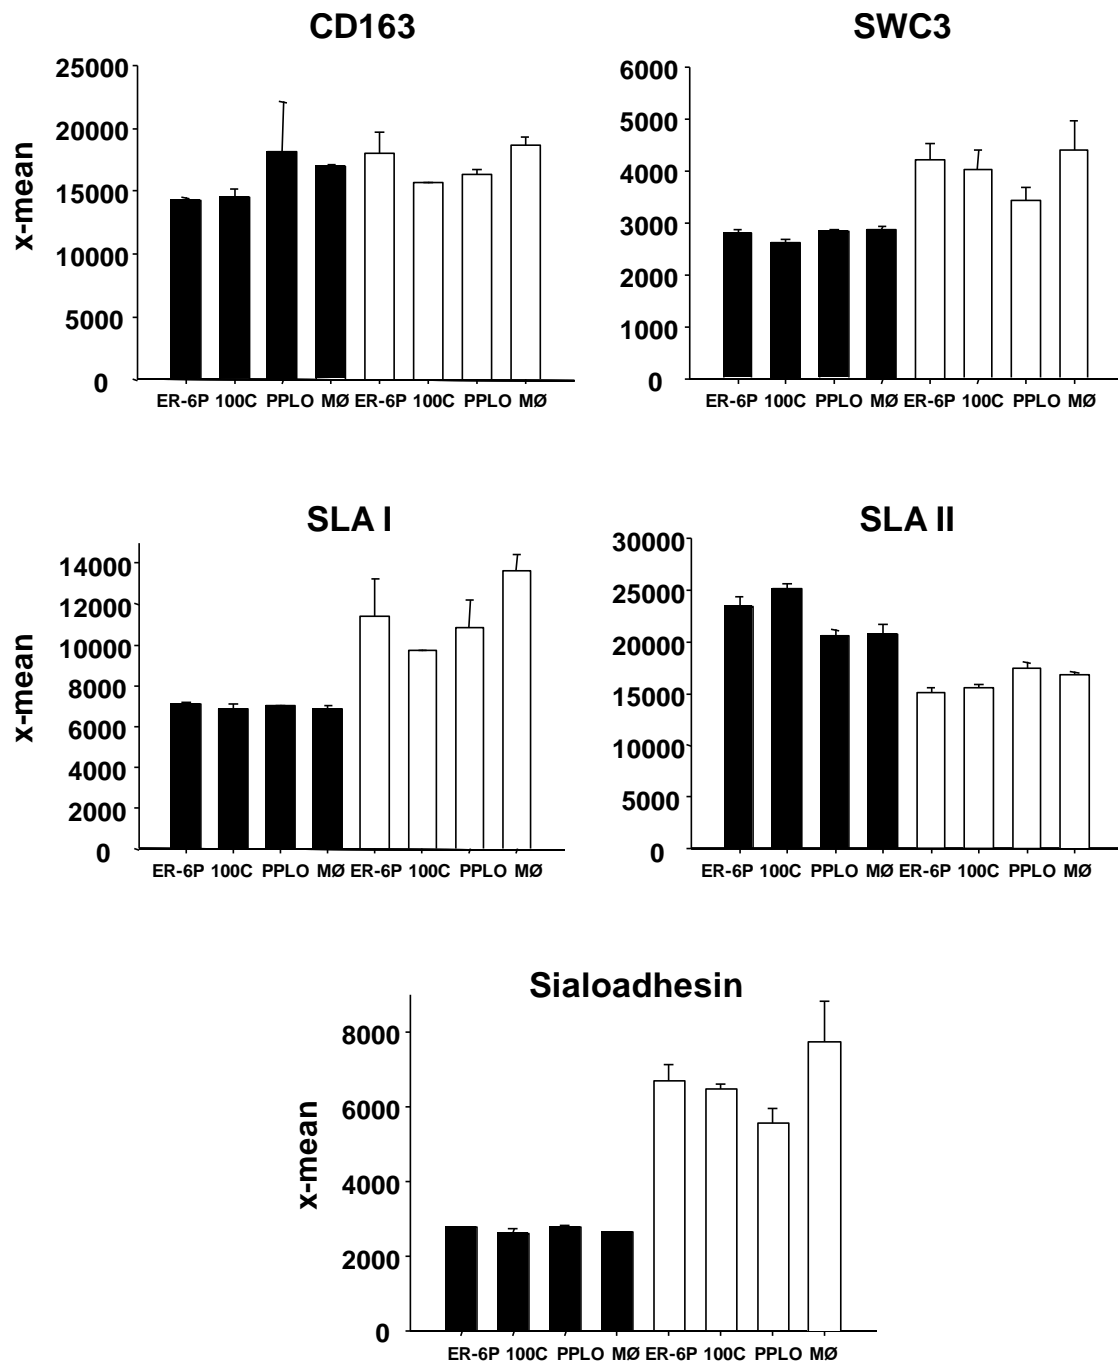 CD163
SWC3
x-mean
25000
20000
15000
10000
5000
0
ER-6P 100C PPLO MØ ER-6P 100C PPLO MØ
6000
5000
4000
3000
2000
1000
0
ER-6P 100C PPLO MØ ER-6P 100C PPLO MØ
SLA I
SLA II
x-mean
14000
12000
10000
8000
6000
4000
2000
0
ER-6P 100C PPLO MØ ER-6P 100C PPLO MØ
30000
25000
20000
15000
10000
5000
0
ER-6P 100C PPLO MØ ER-6P 100C PPLO MØ
Sialoadhesin
x-mean
8000
6000
4000
2000
0
ER-6P 100C PPLO MØ ER-6P 100C PPLO MØ